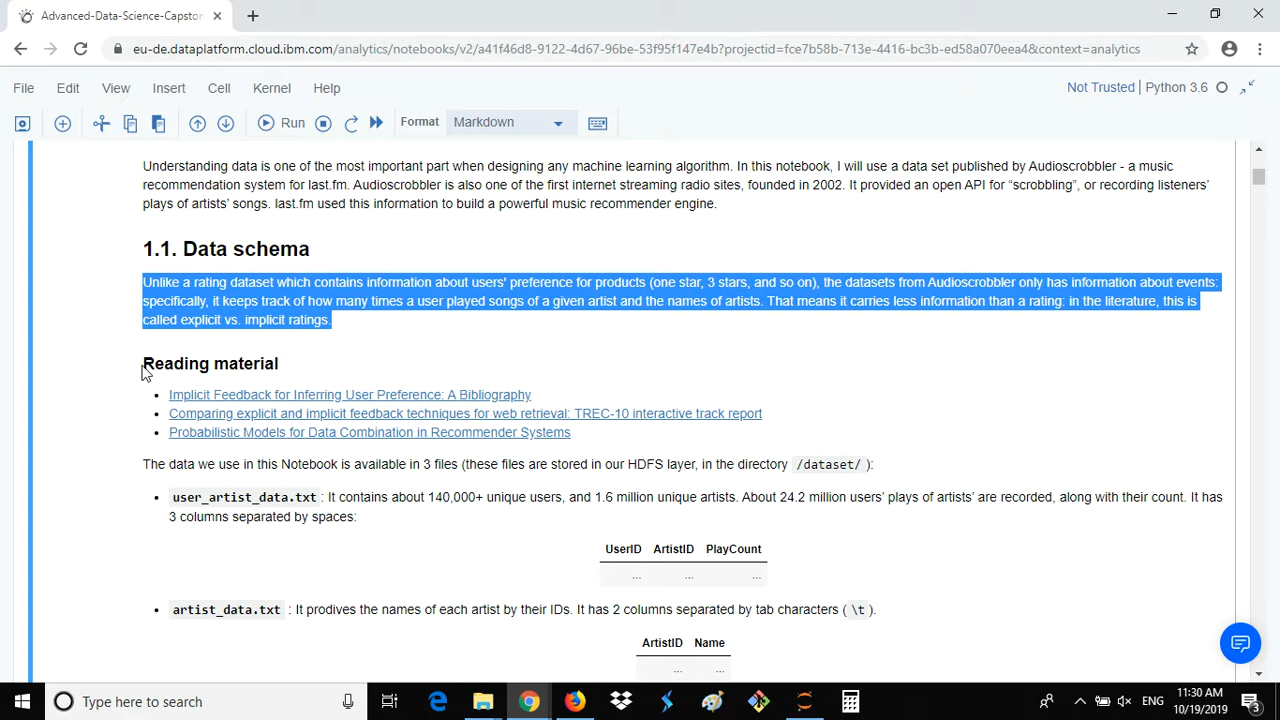 Advanced-Data-Science-Capston
eu-de.dataplatform.cloud.ibm.com/analytics/notebooks/v2/a41f46d8-9122-4d67-96be-53f95f147e4b?projectid=fce7b58b-713e-4416-bc3b-ed58a070eea4&context=analytics
File Edit View Insert Cell Kernel Help Not Trusted | Python 3.6
Run Format Markdown
Understanding data is one of the most important part when designing any machine learning algorithm. In this notebook, I will use a data set published by Audioscrobbler - a music
recommendation system for last.fm. Audioscrobbler is also one of the first internet streaming radio sites, founded in 2002. It provided an open API for “scrobbling”, or recording listeners’
plays of artists’ songs. last.fm used this information to build a powerful music recommender engine.
1.1. Data schema
Unlike a rating dataset which contains information about users' preference for products (one star, 3 stars, and so on), the datasets from Audioscrobbler only has information about events:
specifically, it keeps track of how many times a user played songs of a given artist and the names of artists. That means it carries less information than a rating: in the literature, this is
called explicit vs. implicit ratings.
Reading material
• Implicit Feedback for Inferring User Preference: A Bibliography
• Comparing explicit and implicit feedback techniques for web retrieval: TREC-10 interactive track report
• Probabilistic Models for Data Combination in Recommender Systems
The data we use in this Notebook is available in 3 files (these files are stored in our HDFS layer, in the directory /dataset/ ):
• user_artist_data.txt : It contains about 140,000+ unique users, and 1.6 million unique artists. About 24.2 million users’ plays of artists’ are recorded, along with their count. It has
3 columns separated by spaces:
UserID ArtistID PlayCount
... ... ...
• artist_data.txt : It prodives the names of each artist by their IDs. It has 2 columns separated by tab characters ( \t ).
ArtistID Name
... ...
Type here to search
ENG
11:30 AM
10/19/2019
3